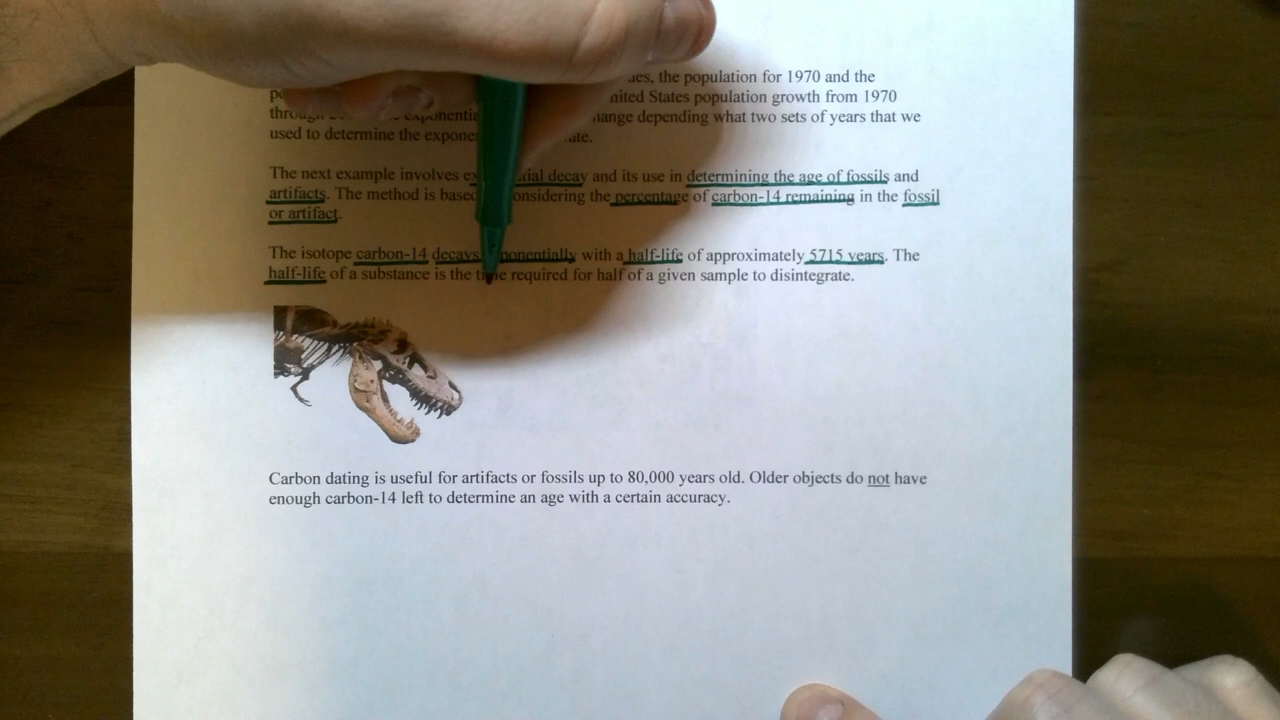 the population for 1970 and the
United States population growth from 1970
through exponential change depending what two sets of years that we
used to determine the
The next example involves decay and its use in determining the age of fossils and
artifacts. The method is based considering the percentage of carbon-14 remaining in the fossil
or artifact.
The isotope carbon-14 decays exponentially with a half-life of approximately 5715 years. The
half-life of a substance is the time required for half of a given sample to disintegrate.
Carbon dating is useful for artifacts or fossils up to 80,000 years old. Older objects do not have
enough carbon-14 left to determine an age with a certain accuracy.